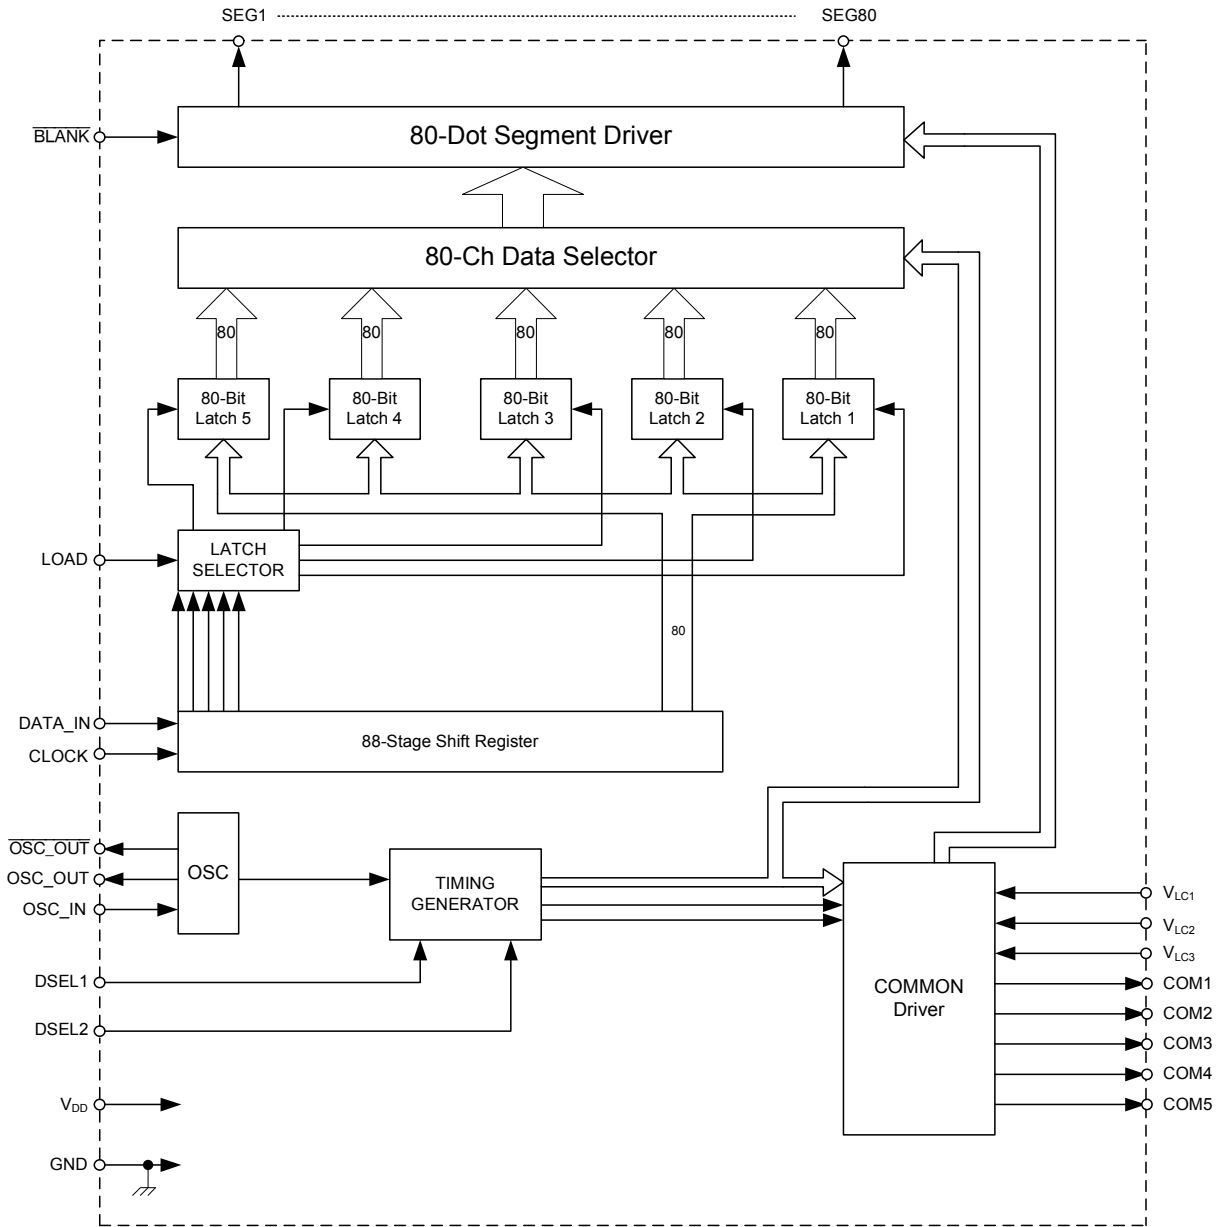 SEG1
SEG80
BLANK
80-Dot Segment Driver
80-Ch Data Selector
80
80
80
80
80
80-Bit
Latch 5
80-Bit
Latch 4
80-Bit
Latch 3
80-Bit
Latch 2
80-Bit
Latch 1
LOAD
LATCH
SELECTOR
80
DATA_IN
CLOCK
88-Stage Shift Register
OSC_OUT
OSC_OUT
OSC_IN
OSC
TIMING
GENERATOR
DSEL1
DSEL2
VDD
GND
COMMON
Driver
VLC1
VLC2
VLC3
COM1
COM2
COM3
COM4
COM5